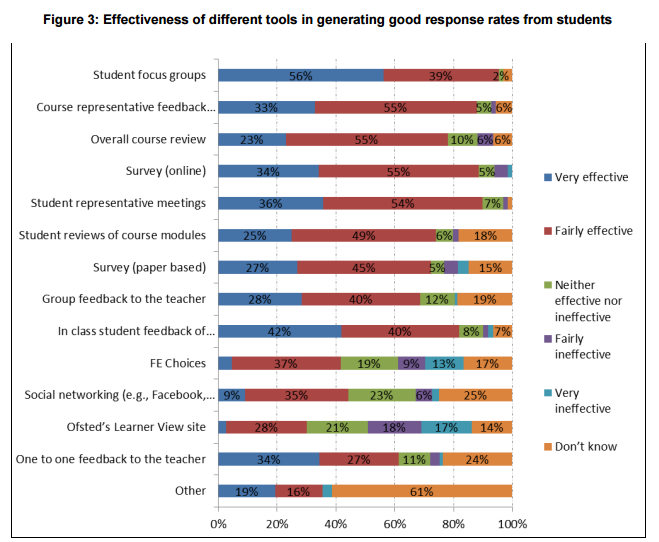 Figure 3: Effectiveness of different tools in generating good response rates from students
Student focus groups 56% 39% 2%
Course representative feedback... 33% 55% 5% 6%
Overall course review 23% 55% 10% 6% 6%
Survey (online) 34% 55% 5%
Student representative meetings 36% 54% 7%
Student reviews of course modules 25% 49% 6% 18%
Survey (paper based) 27% 45% 5% 15%
Group feedback to the teacher 28% 40% 12% 19%
In class student feedback of... 42% 40% 8% 7%
FE Choices 37% 19% 9% 13% 17%
Social networking (e.g., Facebook,... 9% 35% 23% 6% 25%
Ofsted's Learner View site 28% 21% 18% 17% 14%
One to one feedback to the teacher 34% 27% 11% 24%
Other 19% 16% 61%
0% 20% 40% 60% 80% 100%
Very effective
Fairly effective
Neither
effective nor
ineffective
Fairly
ineffective
Very
ineffective
Don't know